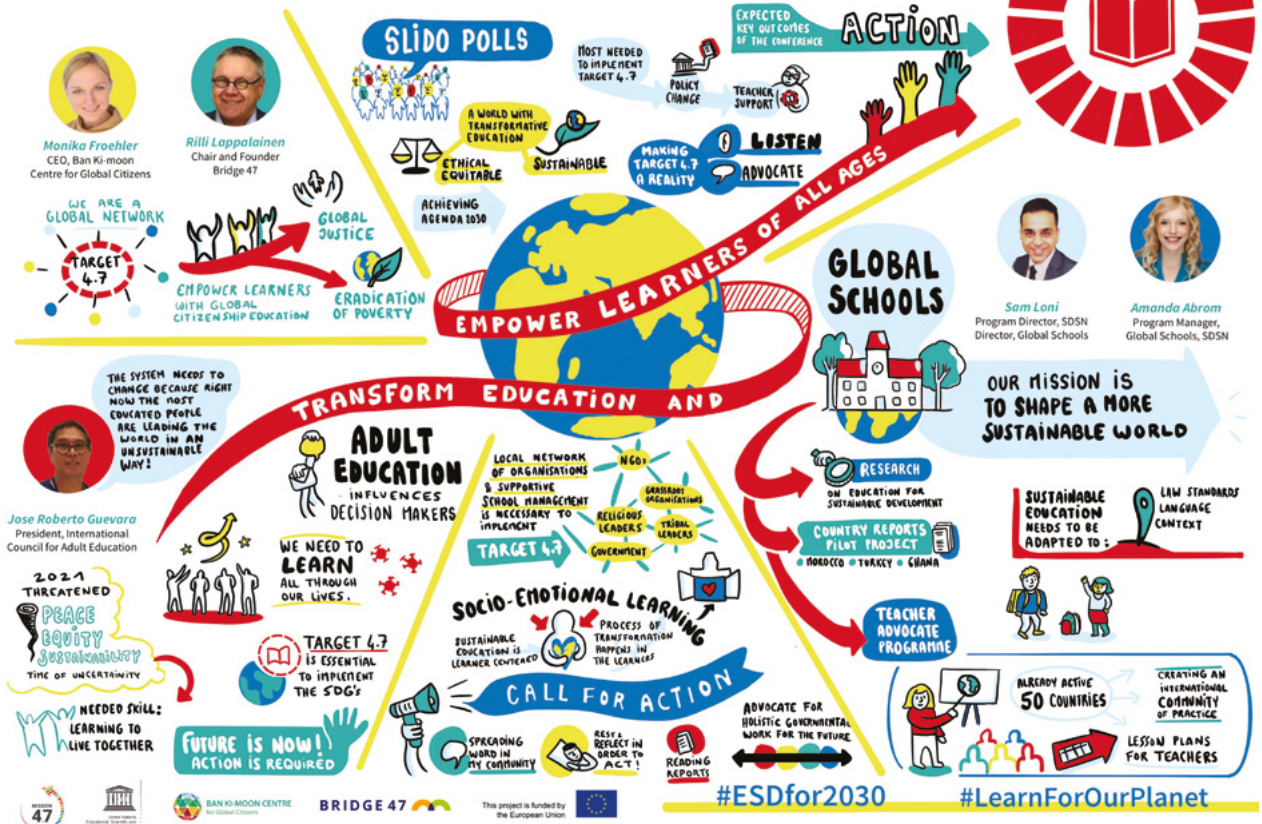 Monika Froehler
CEO, Ban Ki-moon
Centre for Global Citizens
Rilli Lappalainen
Chair and Founder
Bridge 47
WE ARE A
GLOBAL NETWORK
TARGET
4.7
EMPOWER LEARNERS
WITH GLOBAL
CITIZENSHIP EDUCATION
GLOBAL
JUSTICE
ERADICATION
OF POVERTY
SLIDO POLLS
A WORLD WITH
TRANSFORMATIVE
EDUCATION
ETHICAL
EQUITABLE
SUSTAINABLE
ACHIEVING
AGENDA 2030
MOST NEEDED
TO IMPLEMENT
TARGET 4.7
POLICY
CHANGE
TEACHER
SUPPORT
EXPECTED
KEY OUTCOMES
OF THE CONFERENCE
ACTION
MAKING
TARGET 4.7
A REALITY
LISTEN
ADVOCATE
TRANSFORM EDUCATION AND
EMPOWER LEARNERS OF ALL AGES
GLOBAL
SCHOOLS
Sam Loni
Program Director, SDSN
Director, Global Schools
Amanda Abrom
Program Manager,
Global Schools, SDSN
OUR MISSION IS
TO SHAPE A MORE
SUSTAINABLE WORLD
RESEARCH
ON EDUCATION FOR
SUSTAINABLE DEVELOPMENT
COUNTRY REPORTS
PILOT PROJECT
• MOROCCO • TURKEY • GHANA
SUSTAINABLE
EDUCATION
NEEDS TO BE
ADAPTED TO:
LAW STANDARDS
LANGUAGE
CONTEXT
TEACHER
ADVOCATE
PROGRAMME
ALREADY ACTIVE
50 COUNTRIES
CREATING AN
INTERNATIONAL
COMMUNITY
OF PRACTICE
LESSON PLANS
FOR TEACHERS
THE SYSTEM NEEDS TO
CHANGE BECAUSE RIGHT
NOW THE MOST
EDUCATED PEOPLE
ARE LEADING THE
WORLD IN AN
UNSUSTAINABLE
WAY!
Jose Roberto Guevara
President, International
Council for Adult Education
ADULT
EDUCATION
INFLUENCES
DECISION MAKERS
WE NEED TO
LEARN
ALL THROUGH
OUR LIVES.
2021
THREATENED
PEACE
EQUITY
SUSTAINABILITY
TIME OF UNCERTAINITY
NEEDED SKILL:
LEARNING TO
LIVE TOGETHER
TARGET 4.7
IS ESSENTIAL
TO IMPLEMENT
THE SDG's
FUTURE IS NOW!
ACTION IS REQUIRED
LOCAL NETWORK
OF ORGANISATIONS
& SUPPORTIVE
SCHOOL MANAGEMENT
IS NECESSARY TO
IMPLEMENT
TARGET 4.7
NGOs
GRASSROOT
ORGANISATIONS
RELIGIOUS
LEADERS
TRIBAL
LEADERS
GOVERNMENT
SOCIO-EMOTIONAL LEARNING
SUSTAINABLE
EDUCATION IS
LEARNER CENTERED
PROCESS OF
TRANSFORMATION
HAPPENS IN
THE LEARNERS
CALL FOR ACTION
SPREADING
WORD IN
MY COMMUNITY
REST &
REFLECT IN
ORDER TO
ACT!
READING
REPORTS
ADVOCATE FOR
HOLISTIC GOVERNMENTAL
WORK FOR THE FUTURE
MISSION
4.7
BAN KI-MOON CENTRE
for Global Citizens
BRIDGE 47
This project is funded by
the European Union
#ESDfor2030
#LearnForOurPlanet